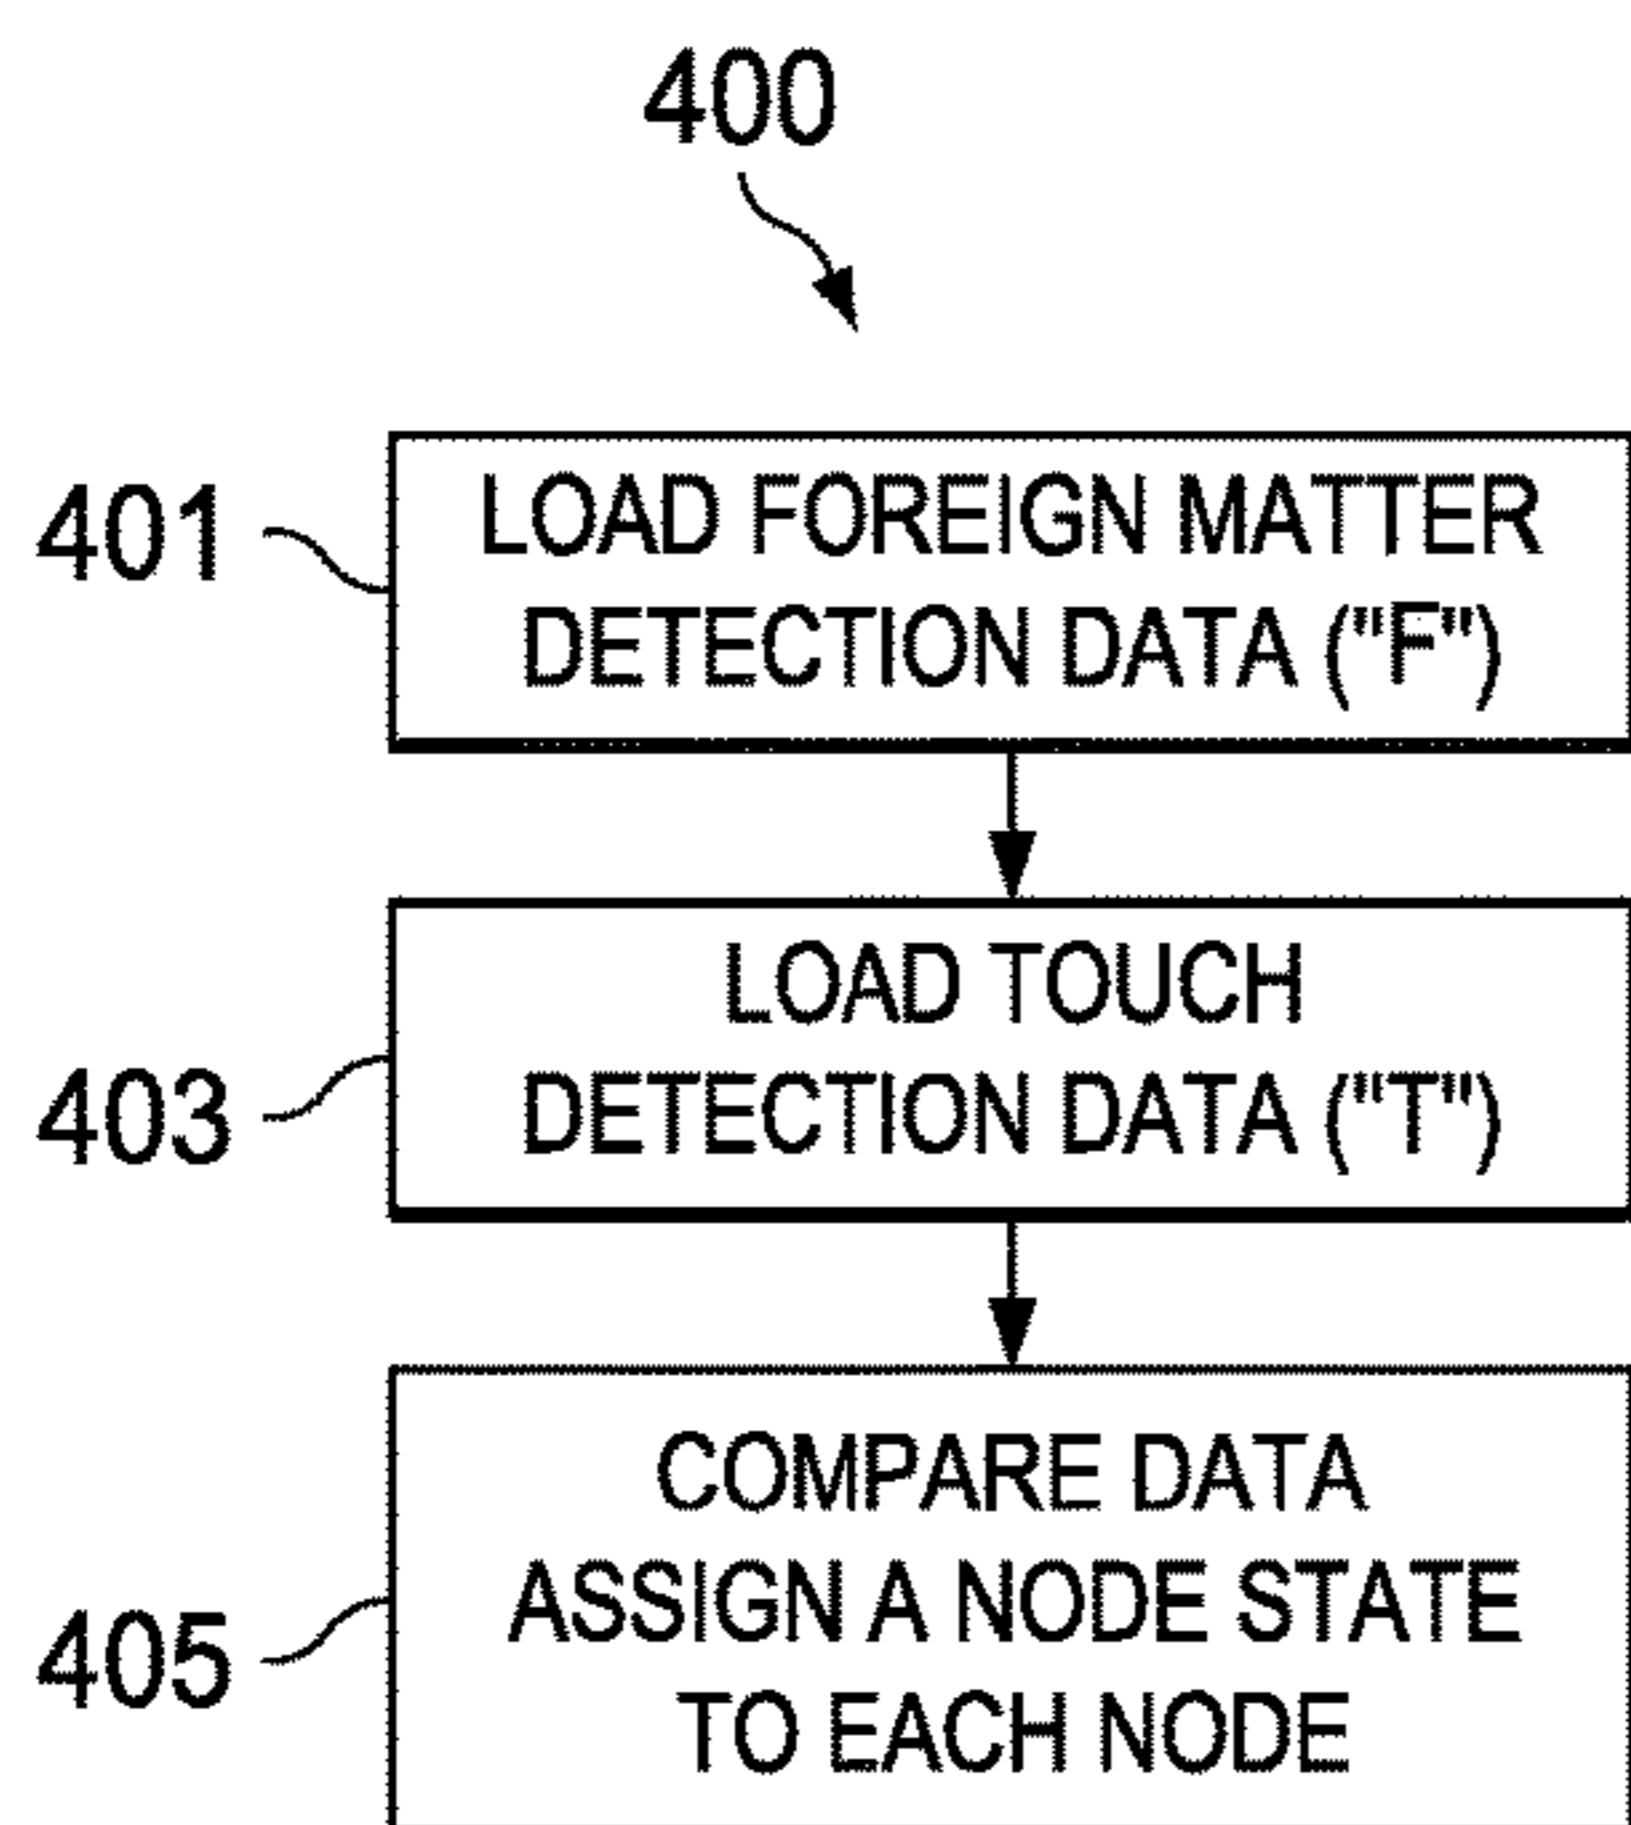 400
401
LOAD FOREIGN MATTER
DETECTION DATA ("F")
403
LOAD TOUCH
DETECTION DATA ("T")
405
COMPARE DATA
ASSIGN A NODE STATE
TO EACH NODE